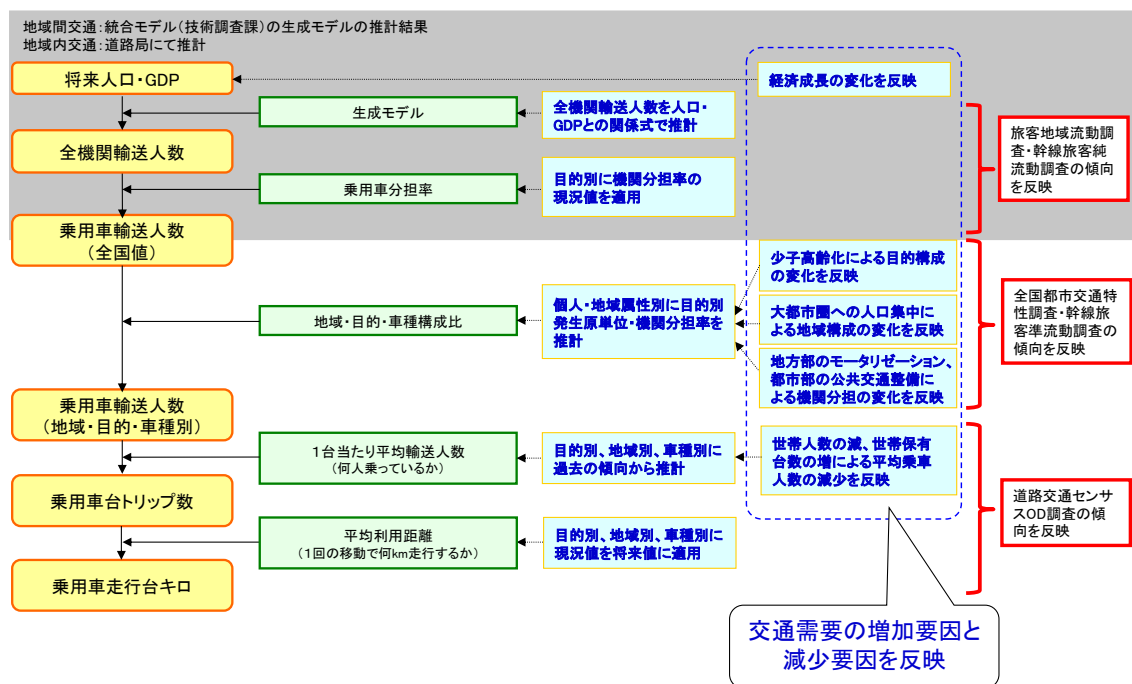 地域間交通:統合モデル(技術調査課)の生成モデルの推計結果
地域内交通:道路局にて推計
将来人口・GDP
経済成長の変化を反映
生成モデル
全機関輸送人数を人口・
GDPとの関係式で推計
全機関輸送人数
旅客地域流動調
査・幹線旅客純
流動調査の傾向
を反映
乗用車分担率
目的別に機関分担率の
現況値を適用
乗用車輸送人数
(全国値)
少子高齢化による目的構成
の変化を反映
地域・目的・車種構成比
個人・地域属性別に目的別
発生原単位・機関分担率を
推計
大都市圏への人口集中に
よる地域構成の変化を反映
全国都市交通特
性調査・幹線旅
客準流動調査の
傾向を反映
地方部のモータリゼーション、
都市部の公共交通整備に
よる機関分担の変化を反映
乗用車輸送人数
(地域・目的・車種別)
1台当たり平均輸送人数
(何人乗っているか)
目的別、地域別、車種別に
過去の傾向から推計
世帯人数の減、世帯保有
台数の増による平均乗車
人数の減少を反映
乗用車台トリップ数
道路交通センサ
スOD調査の傾
向を反映
平均利用距離
(1回の移動で何km走行するか)
目的別、地域別、車種別に
現況値を将来値に適用
乗用車走行台キロ
交通需要の増加要因と
減少要因を反映